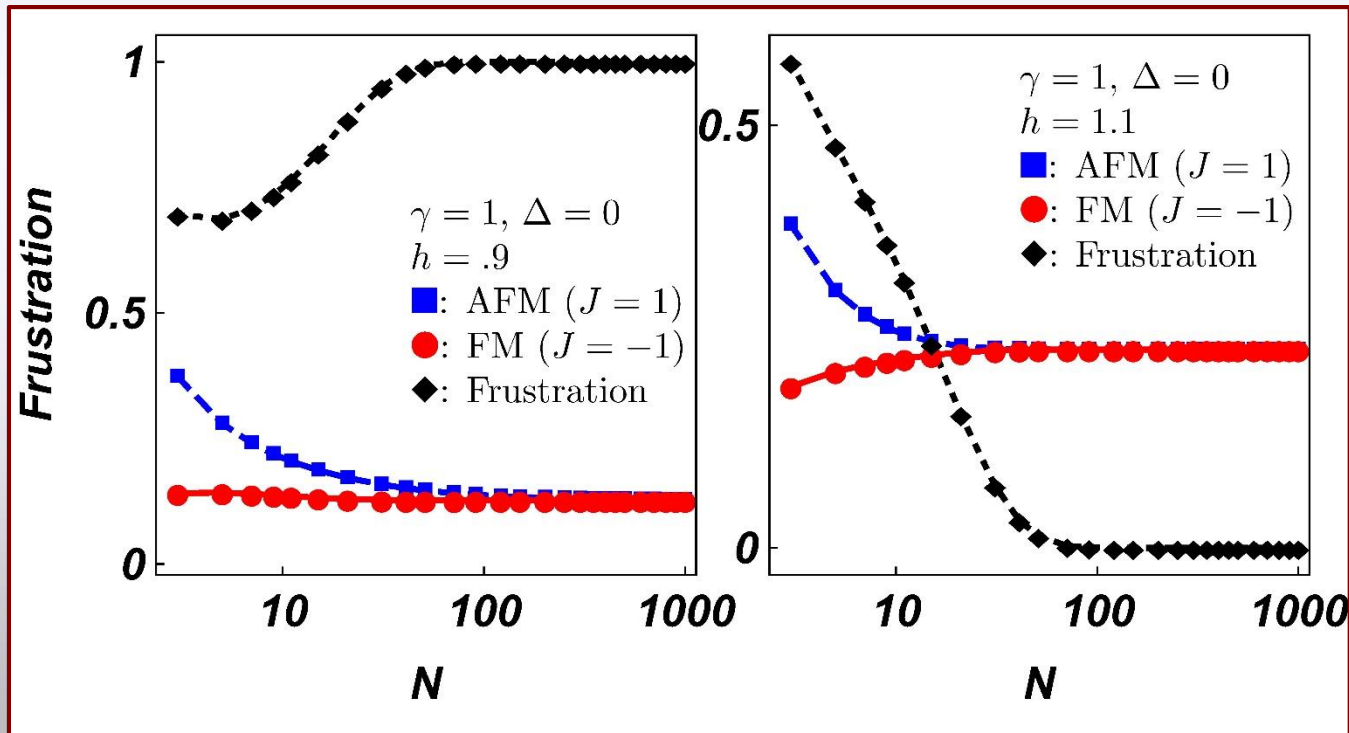 Frustration
1
0.5
0
γ = 1, Δ = 0
h = .9
: AFM (J = 1)
: FM (J = −1)
: Frustration
10
100
1000
N
0.5
0
γ = 1, Δ = 0
h = 1.1
: AFM (J = 1)
: FM (J = −1)
: Frustration
10
100
1000
N